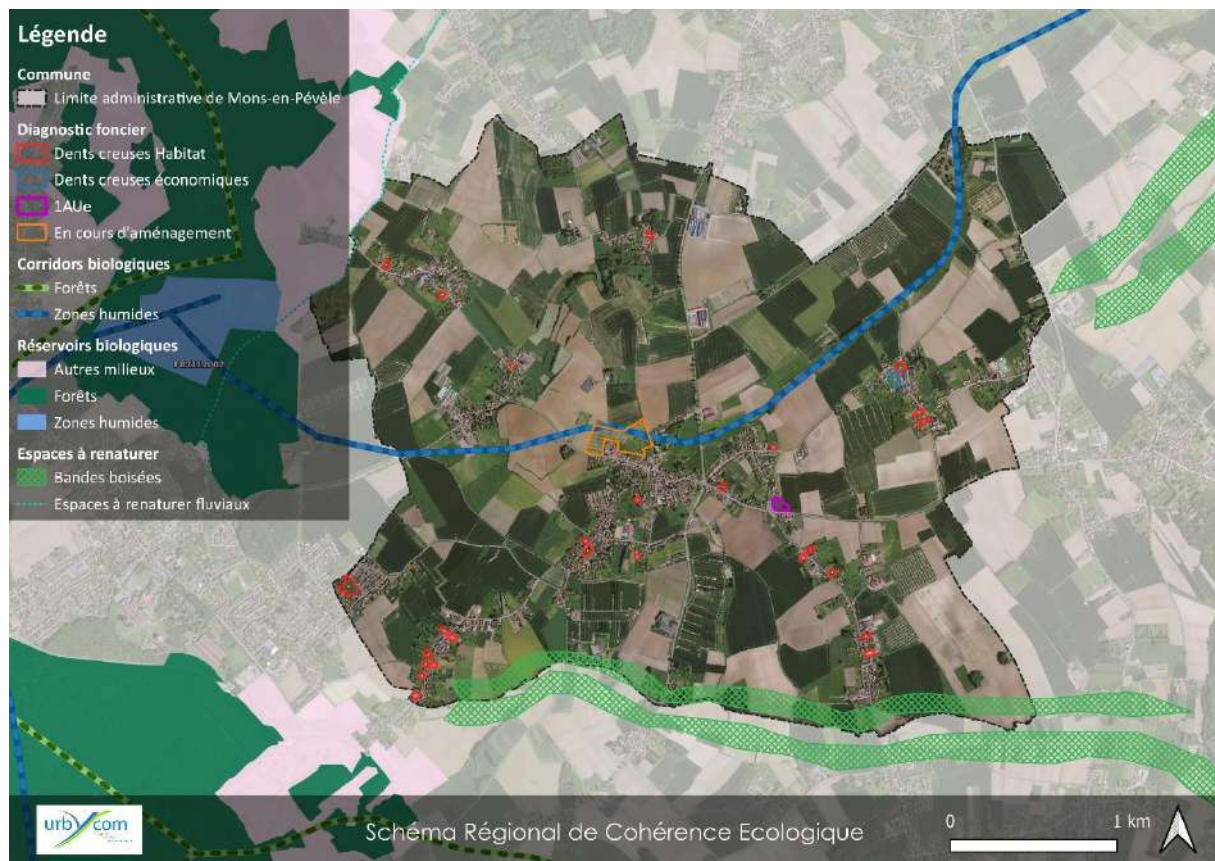 Légende
Commune
Limite administrative de Mons-en-Pévèle
Diagnostic foncier
Dents creuses Habitat
Dents creuses économiques
1AUe
En cours d'aménagement
Corridors biologiques
Forêts
Zones humides
Réservoirs biologiques
Autres milieux
Forêts
Zones humides
Espaces à renaturer
Bandes boisées
Espaces à renaturer fluviaux
urbycom
Schéma Régional de Cohérence Ecologique
0 1 km